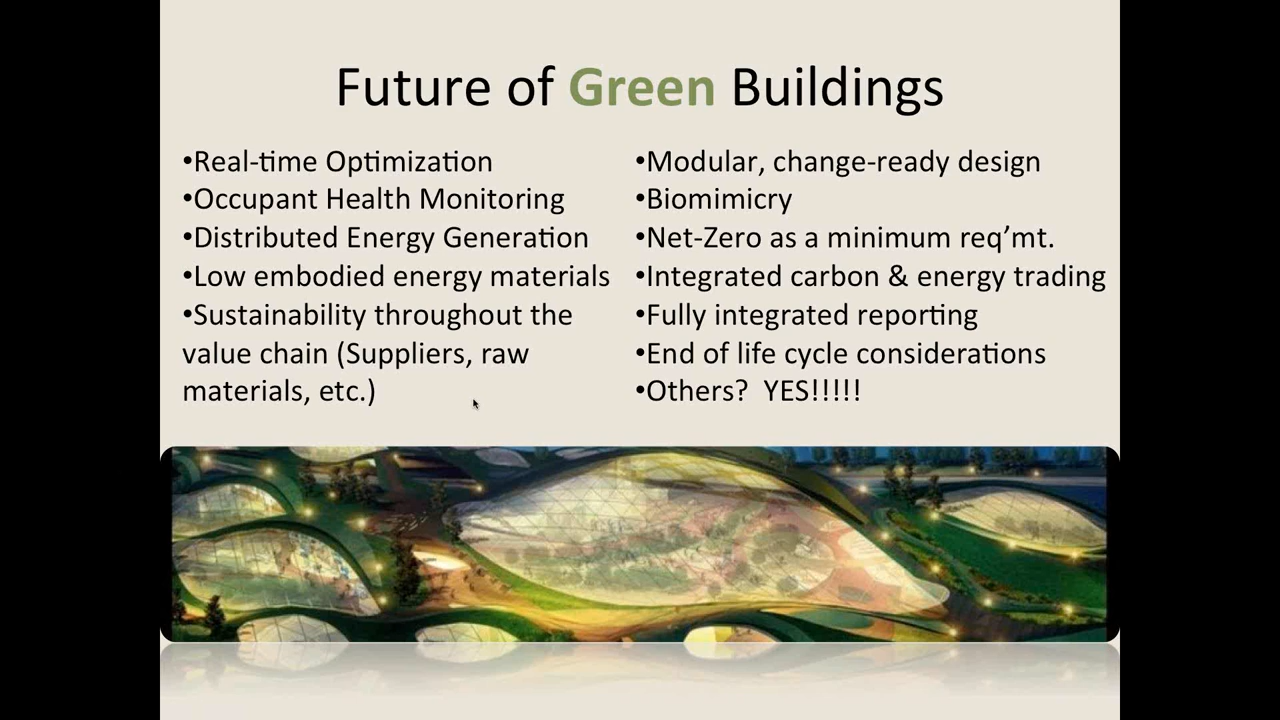 Future of Green Buildings
•Real-time Optimization
•Occupant Health Monitoring
•Distributed Energy Generation
•Low embodied energy materials
•Sustainability throughout the
value chain (Suppliers, raw
materials, etc.)
•Modular, change-ready design
•Biomimicry
•Net-Zero as a minimum req’mt.
•Integrated carbon & energy trading
•Fully integrated reporting
•End of life cycle considerations
•Others?  YES!!!!!